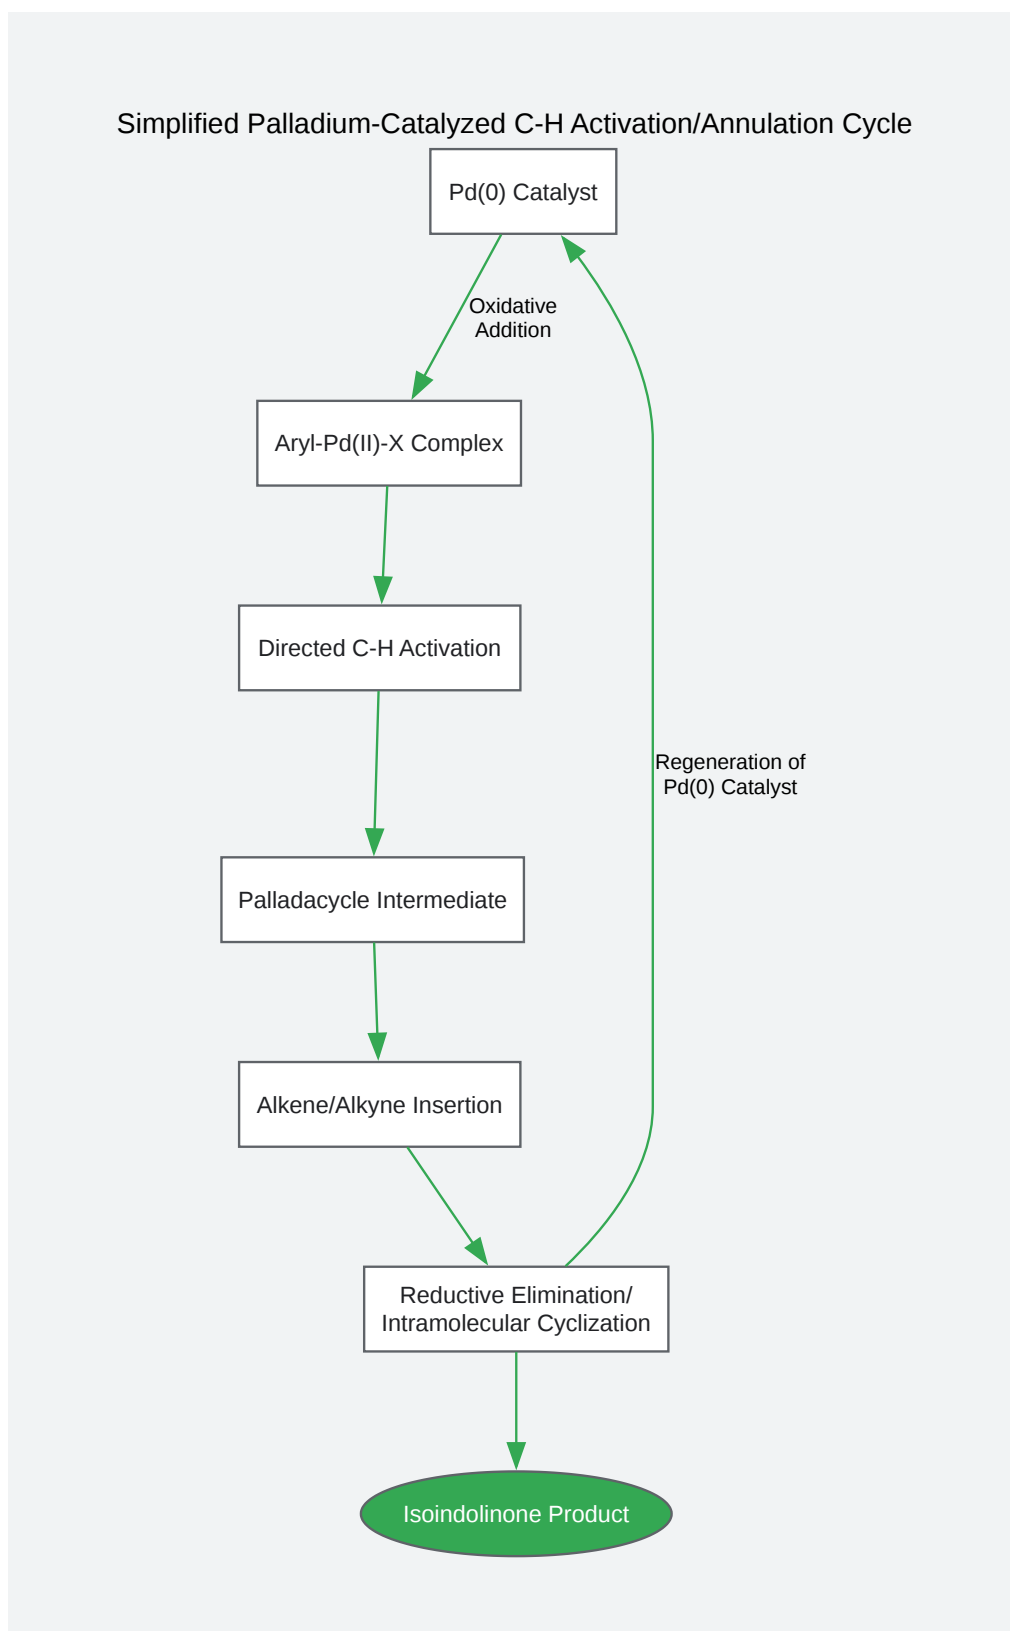 Simplified Palladium-Catalyzed C-H Activation/Annulation Cycle
Pd(0) Catalyst
Oxidative
Addition
Aryl-Pd(II)-X Complex
Directed C-H Activation
Regeneration of
Pd(0) Catalyst
Palladacycle Intermediate
Alkene/Alkyne Insertion
Reductive Elimination/
Intramolecular Cyclization
Isoindolinone Product